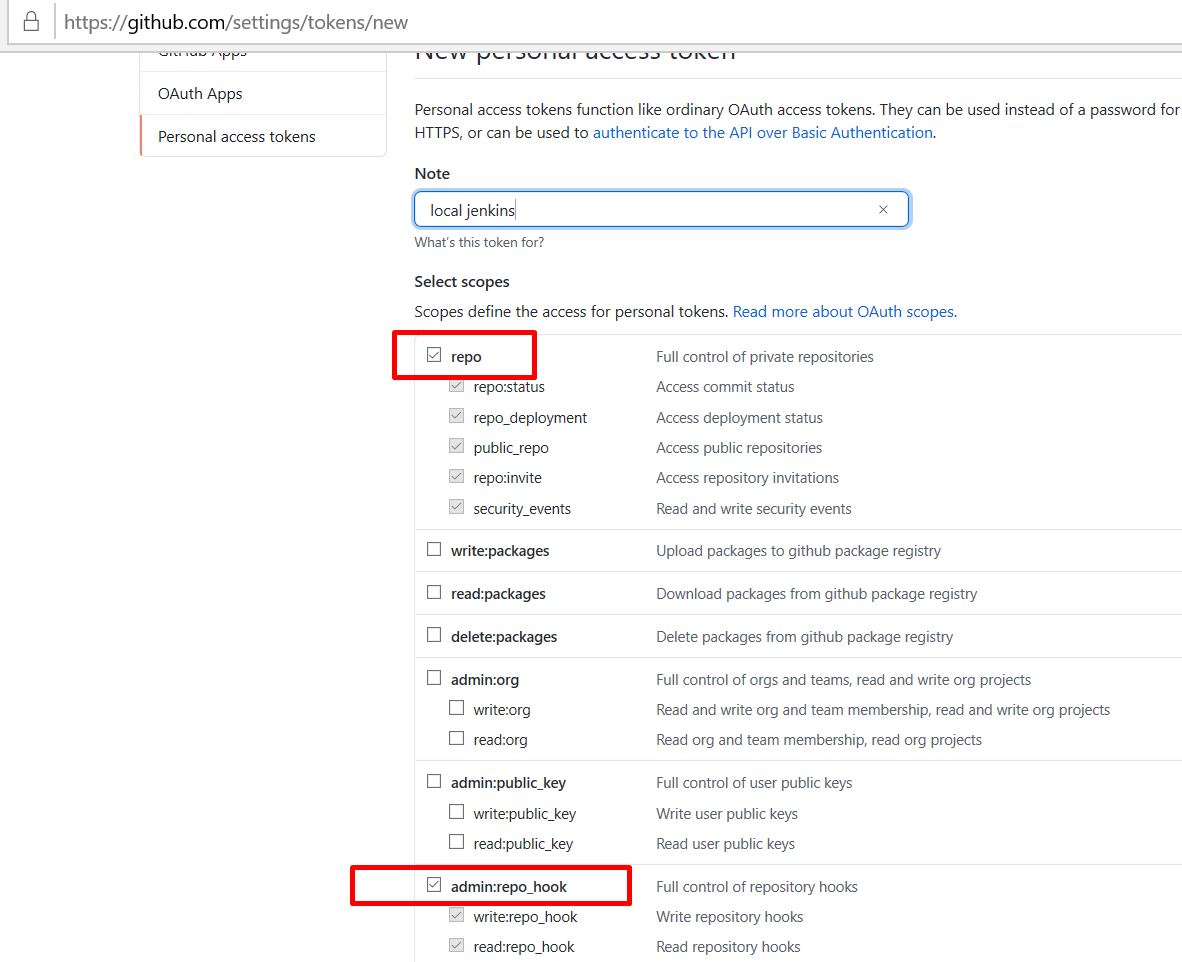 https://github.com/settings/tokens/new
GitHub Apps
New personal access token
OAuth Apps
Personal access tokens
Personal access tokens function like ordinary OAuth access tokens. They can be used instead of a password for
HTTPS, or can be used to authenticate to the API over Basic Authentication.
Note
local jenkins
What's this token for?
Select scopes
Scopes define the access for personal tokens. Read more about OAuth scopes.
repo Full control of private repositories
repo:status Access commit status
repo_deployment Access deployment status
public_repo Access public repositories
repo:invite Access repository invitations
security_events Read and write security events
write:packages Upload packages to github package registry
read:packages Download packages from github package registry
delete:packages Delete packages from github package registry
admin:org Full control of orgs and teams, read and write org projects
write:org Read and write org and team membership, read and write org projects
read:org Read org and team membership, read org projects
admin:public_key Full control of user public keys
write:public_key Write user public keys
read:public_key Read user public keys
admin:repo_hook Full control of repository hooks
write:repo_hook Write repository hooks
read:repo_hook Read repository hooks